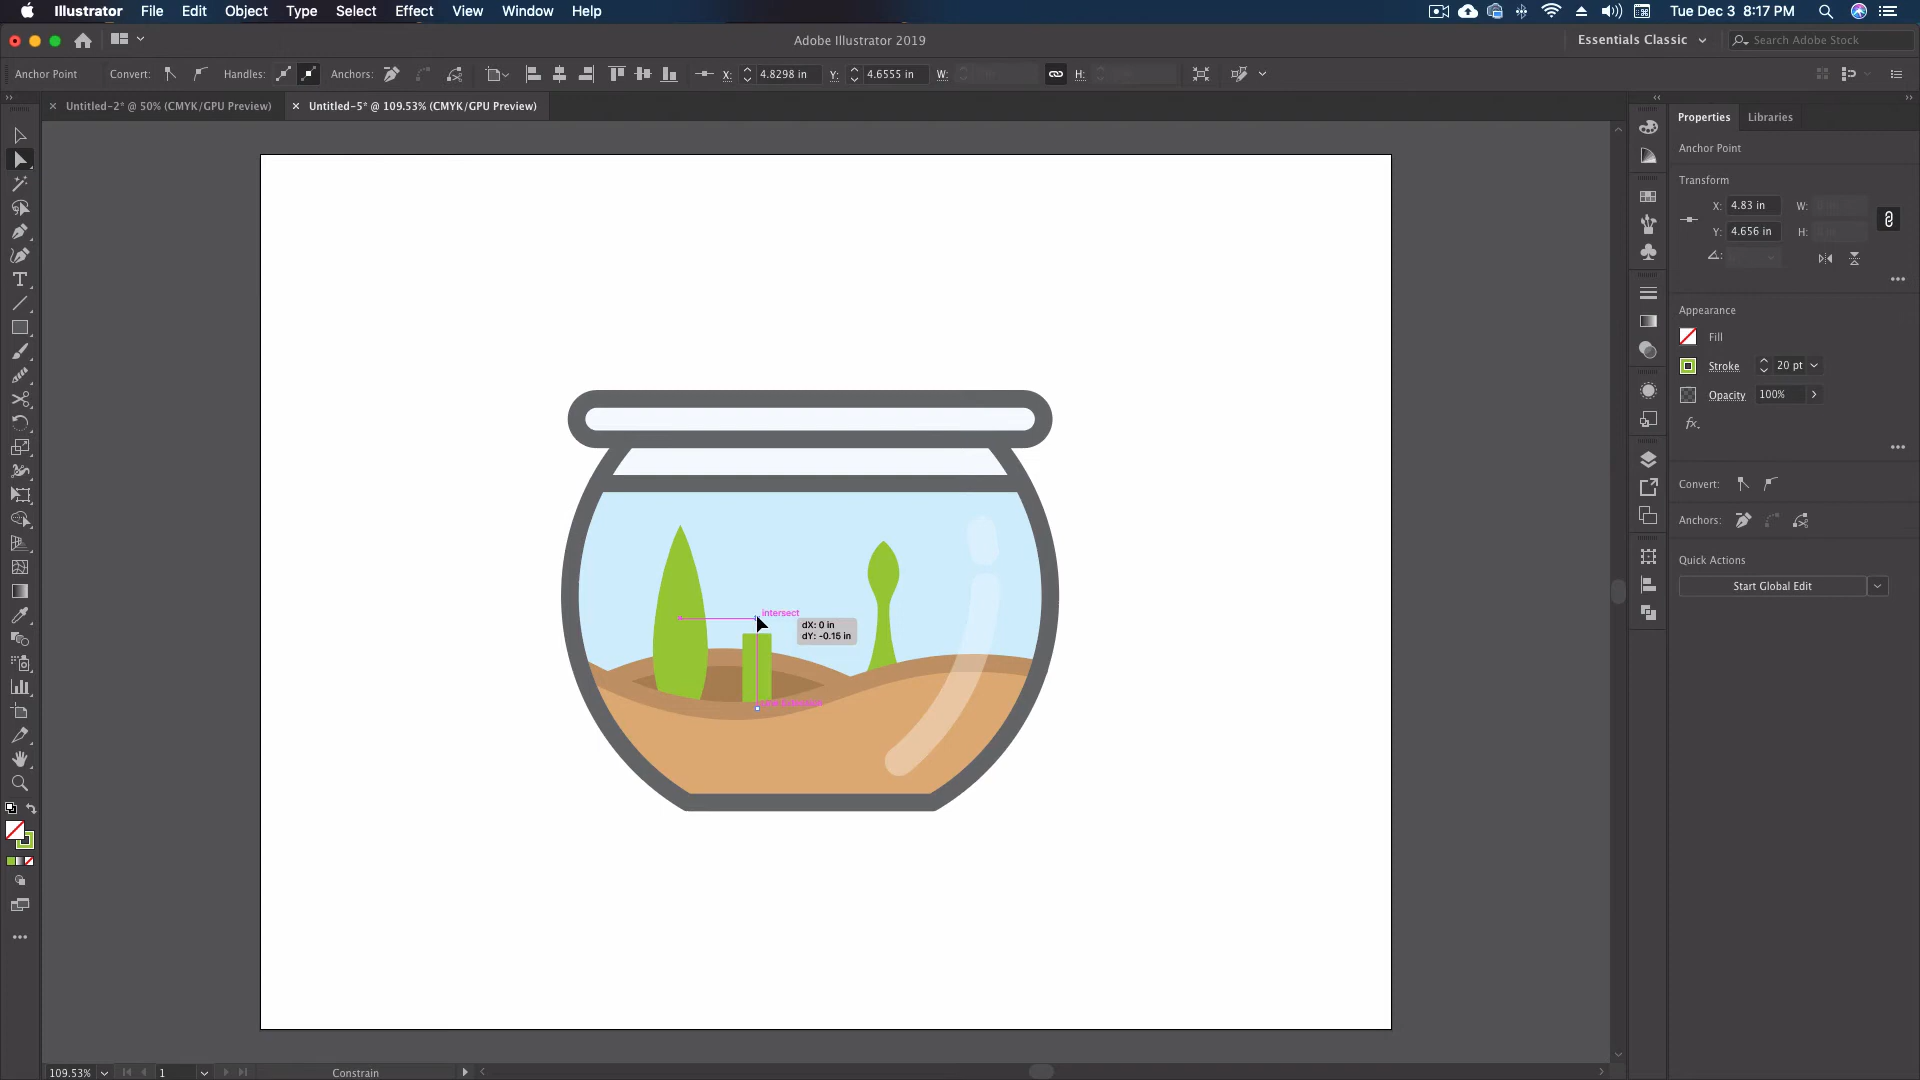 Illustrator File Edit Object Type Select Effect View Window Help
Tue Dec 3 8:17 PM
Adobe Illustrator 2019
Essentials Classic
Search Adobe Stock
Anchor Point Convert: Handles: Anchors: X: 4.8298 in Y: 4.6555 in W: H:
× Untitled-2* @ 50% (CMYK/GPU Preview)
× Untitled-5* @ 109.53% (CMYK/GPU Preview)
Properties Libraries
Anchor Point
Transform
X: 4.83 in W:
Y: 4.656 in H:
Appearance
Fill
Stroke 20 pt
Opacity 100%
fx.
Convert:
Anchors:
Quick Actions
Start Global Edit
intersect
dX: 0 in
dY: -0.15 in
109.53% 1 Constrain